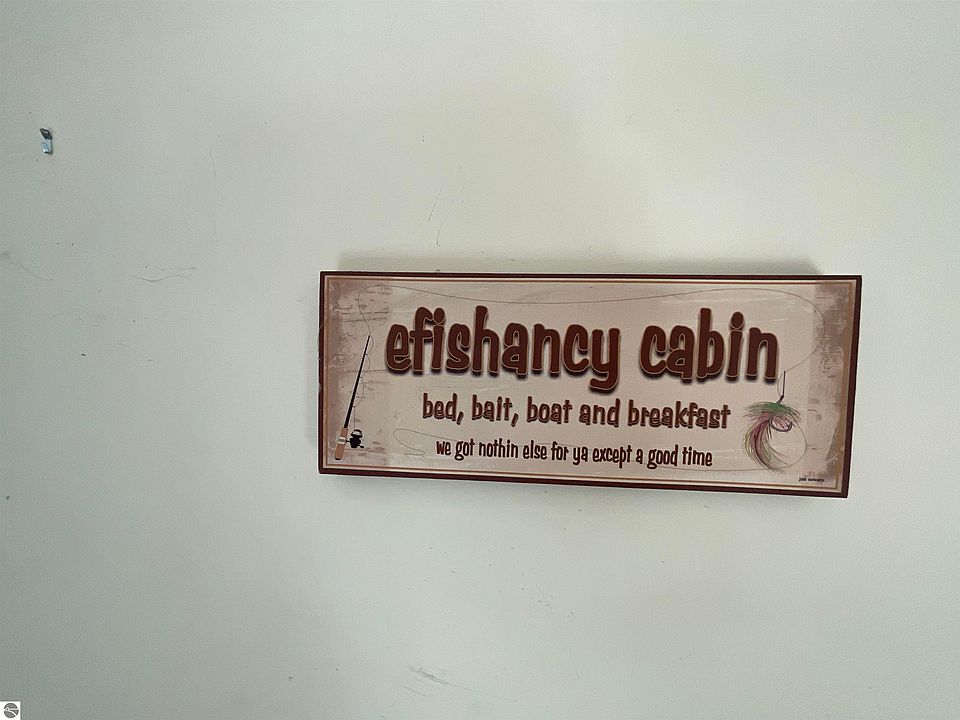 efishancy cabin
bed, bait, boat and breakfast
we got nothin else for ya except a good time